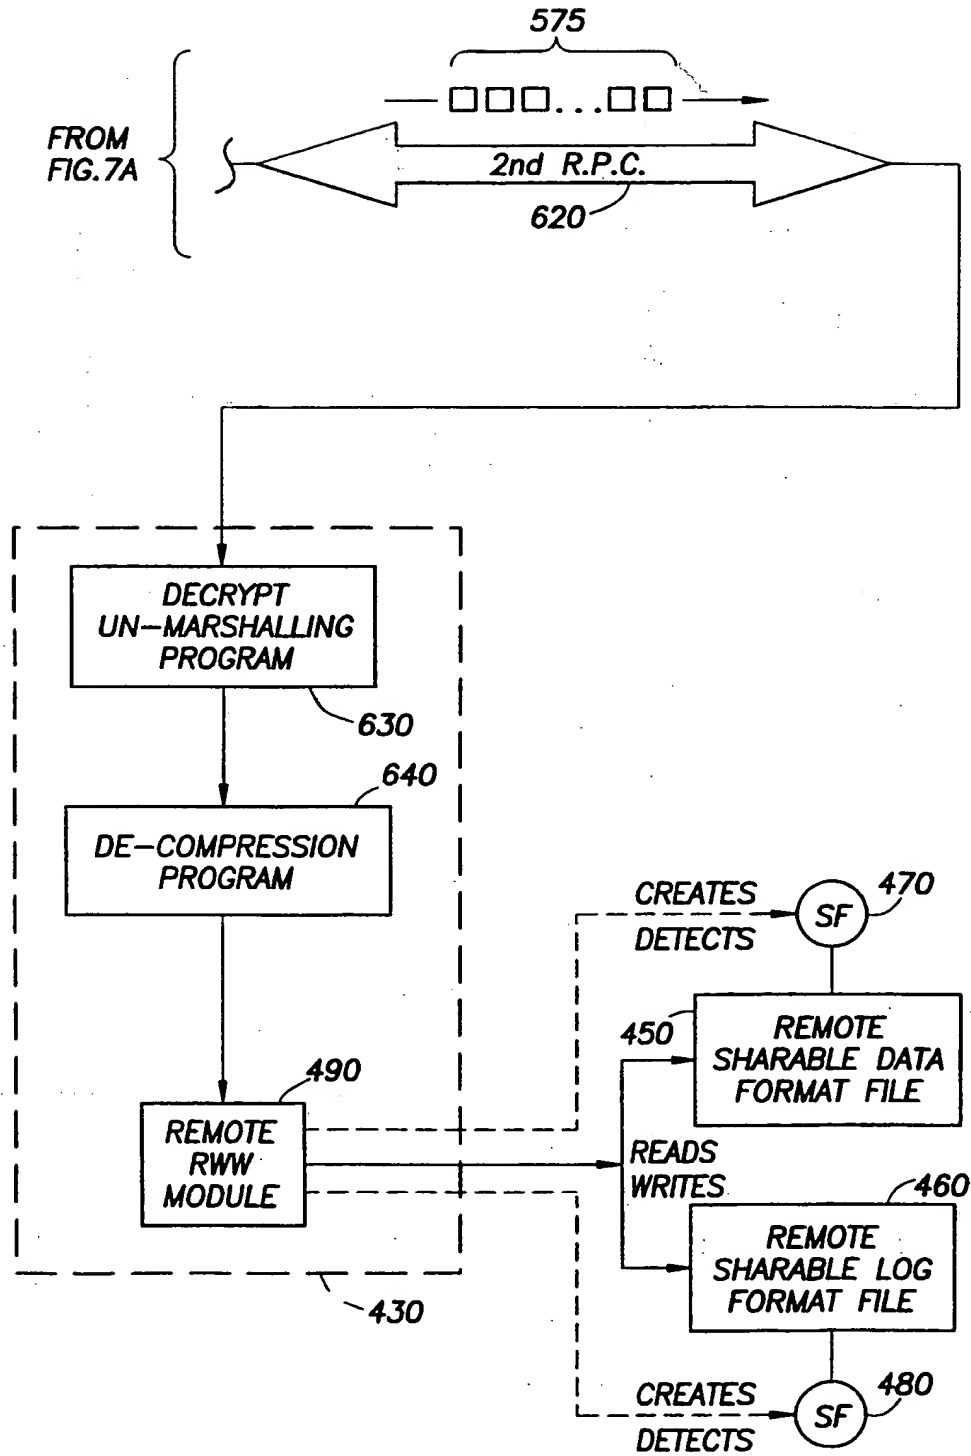 575
FROM
FIG.7A
...
2nd R.P.C.
620
DECRYPT
UN-MARSHALLING
PROGRAM
630
640
DE-COMPRESSION
PROGRAM
CREATES
DETECTS
SF
470
450
REMOTE
SHARABLE DATA
FORMAT FILE
490
REMOTE
RWW
MODULE
READS
WRITES
460
REMOTE
SHARABLE LOG
FORMAT FILE
430
CREATES
DETECTS
SF
480